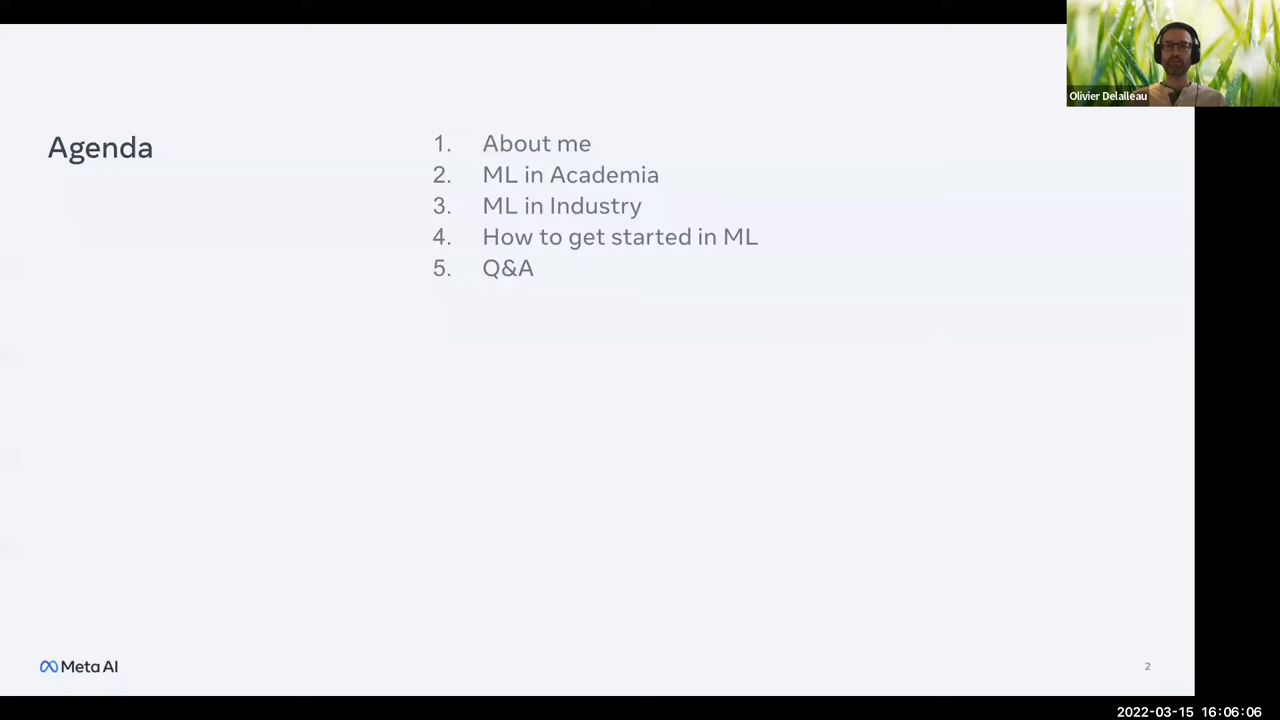 Olivier Delalleau
Agenda
1. About me
2. ML in Academia
3. ML in Industry
4. How to get started in ML
5. Q&A
Meta AI
2
2022-03-15 16:06:06